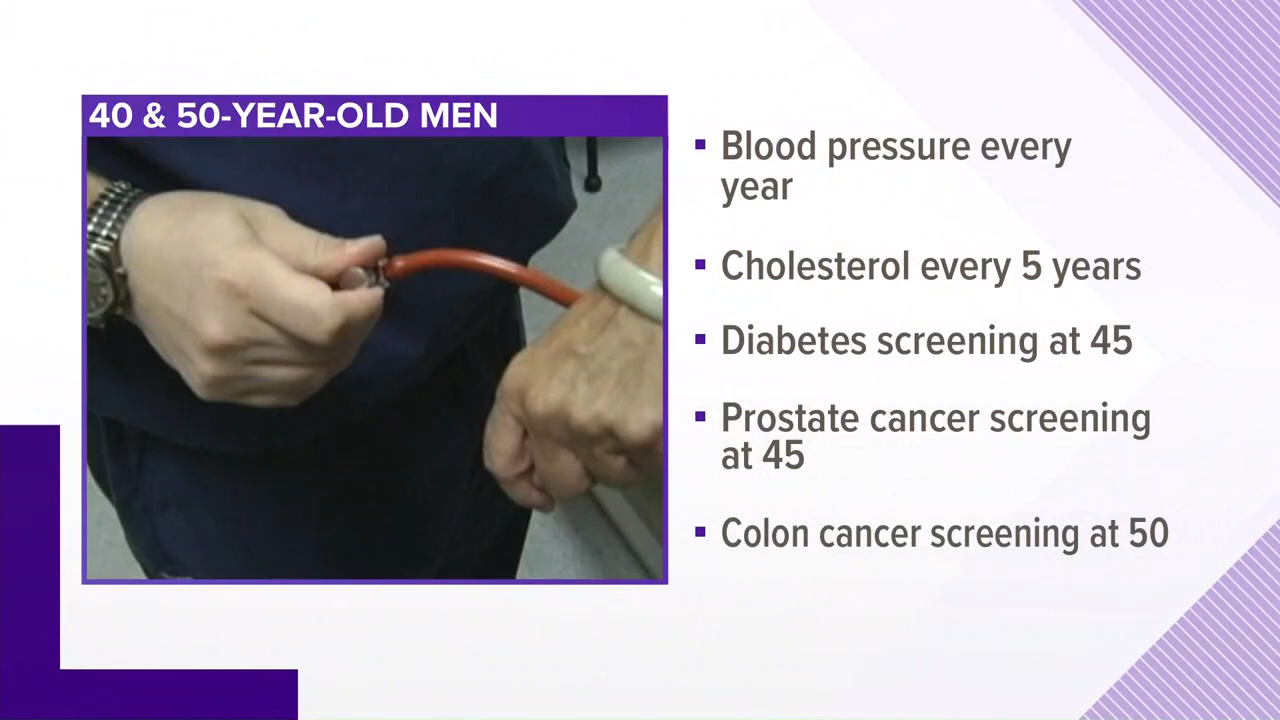 40 & 50-YEAR-OLD MEN
Blood pressure every
year
Cholesterol every 5 years
Diabetes screening at 45
Prostate cancer screening
at 45
Colon cancer screening at 50